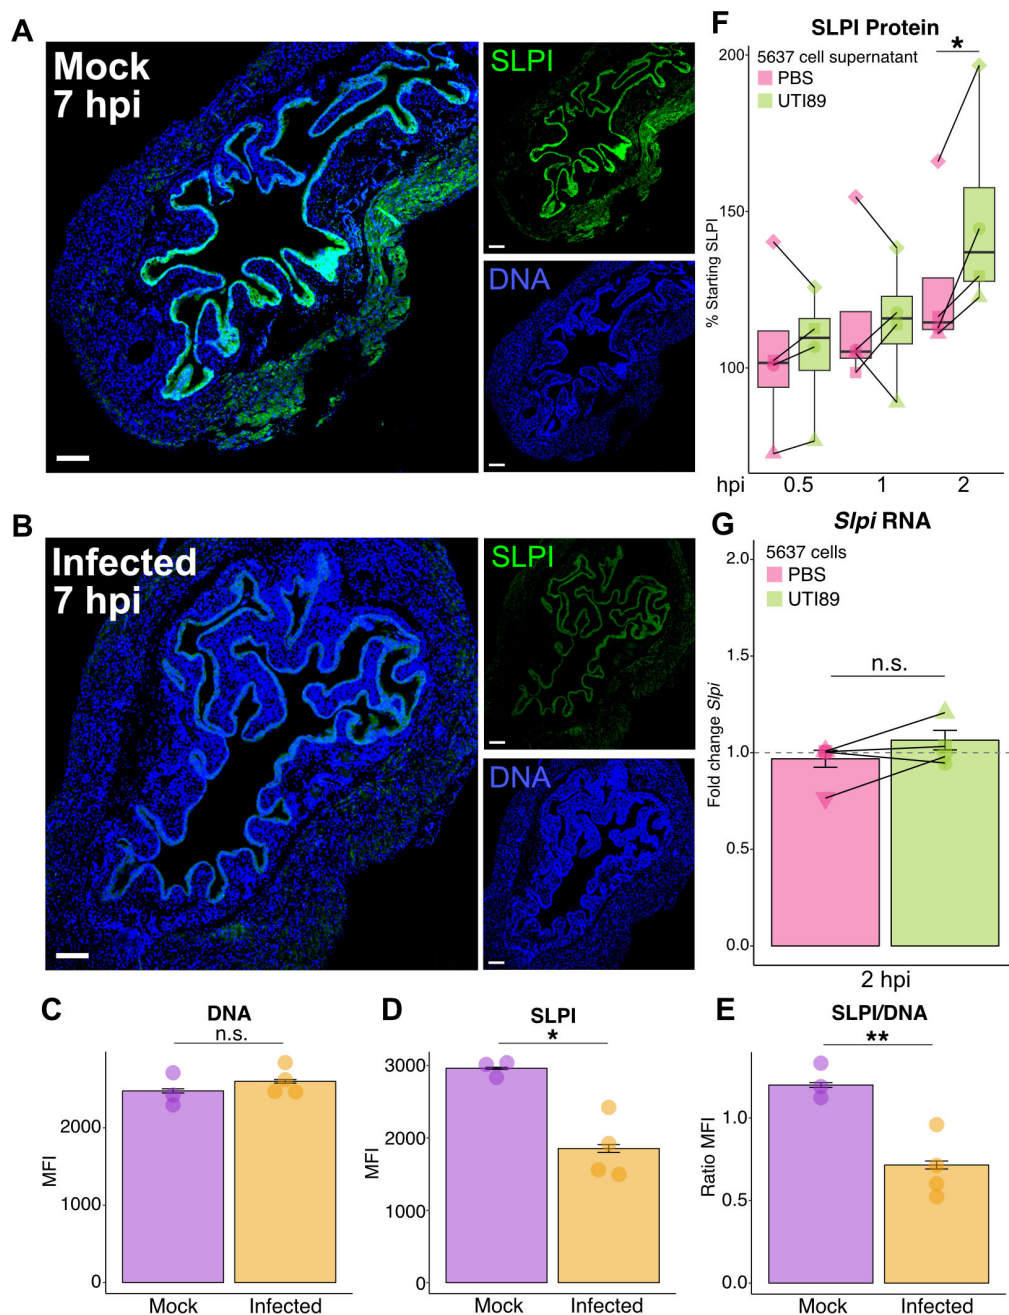 A
Mock
7 hpi
SLPI
DNA
B
Infected
7 hpi
SLPI
DNA
C
DNA
n.s.
MFI
2000
1000
0
Mock
Infected
D
SLPI
*
MFI
3000
2000
1000
0
Mock
Infected
E
SLPI/DNA
**
Ratio MFI
1.0
0.5
0.0
Mock
Infected
F
SLPI Protein
*
5637 cell supernatant
PBS
UTI89
% Starting SLPI
200
150
100
hpi
0.5
1
2
G
Slpi RNA
5637 cells
PBS
UTI89
n.s.
Fold change Slpi
2.0
1.5
1.0
0.5
0.0
2 hpi